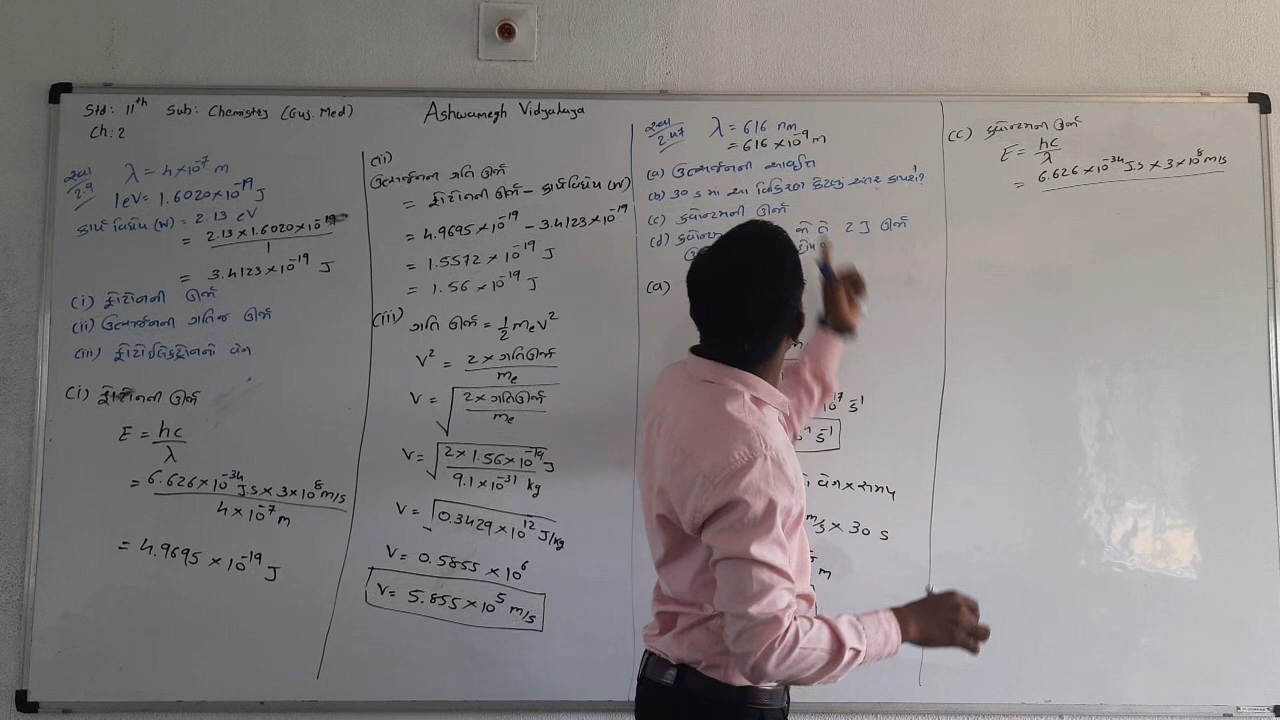 Std: 11th Sub: Chemistry (Guj. Med)
Ch: 2
Ashwamegh Vidyalaya
2.9
λ = 4×10⁻⁷ m
1eV = 1.6020×10⁻¹⁹ J
કાર્ય વિધેય (W) = 2.13 eV
= 2.13×1.6020×10⁻¹⁹
1
= 3.4123×10⁻¹⁹ J
(i) ફોટોનની ઊર્જા
(ii) ઉત્સર્જનની ગતિજ ઊર્જા
(iii) ફોટોઈલેક્ટ્રોનનો વેગ
(i) ફોટોનની ઊર્જા
E = hc
λ
= 6.626×10⁻³⁴ J.s × 3×10⁸ m/s
4×10⁻⁷ m
= 4.9695×10⁻¹⁹ J
(ii)
ઉત્સર્જનની ગતિ ઊર્જા
= ફોટોનની ઊર્જા - કાર્ય વિધેય (W)
= 4.9695×10⁻¹⁹ - 3.4123×10⁻¹⁹
= 1.5572×10⁻¹⁹ J
= 1.56×10⁻¹⁹ J
(iii) ગતિ ઊર્જા = ½ mₑv²
V² = 2×ગતિઊર્જા
mₑ
V = √ 2×ગતિઊર્જા
mₑ
V = √ 2×1.56×10⁻¹⁹ J
9.1×10⁻³¹ kg
V = √ 0.3429×10¹² J/kg
V = 0.5855×10⁶
V = 5.855×10⁵ m/s
2.47
λ = 616 nm
= 616×10⁻⁹ m
(a) ઉત્સર્જનની આવૃત્તિ
(b) 30 s માં આ વિકિરણ કેટલું અંતર કાપશે?
(c) ક્વોન્ટમની ઊર્જા
(d) 2 J ઊર્જા
(a)
s⁻¹
s⁻¹
વેગ × સમય
m/s × 30 s
m
(c) ક્વોન્ટમની ઊર્જા
E = hc
λ
= 6.626×10⁻³⁴ J.s × 3×10⁸ m/s